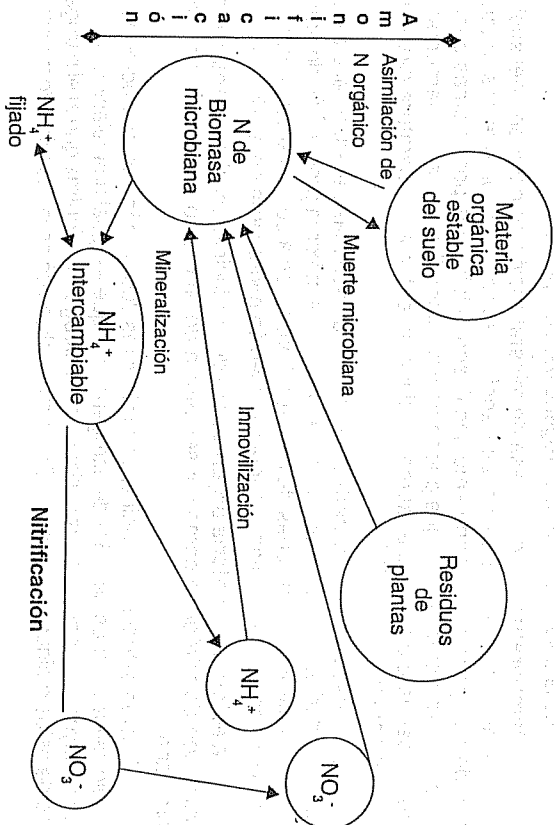 Amonificación
Materia
orgánica
estable
del suelo
Residuos
de
plantas
Asimilación de
N orgánico
Muerte microbiana
N de
Biomasa
microbiana
Inmovilización
Mineralización
NH₄⁺
NO₃⁻
NH₄⁺
fijado
NH₄⁺
Intercambiable
Nitrificación
NO₃⁻